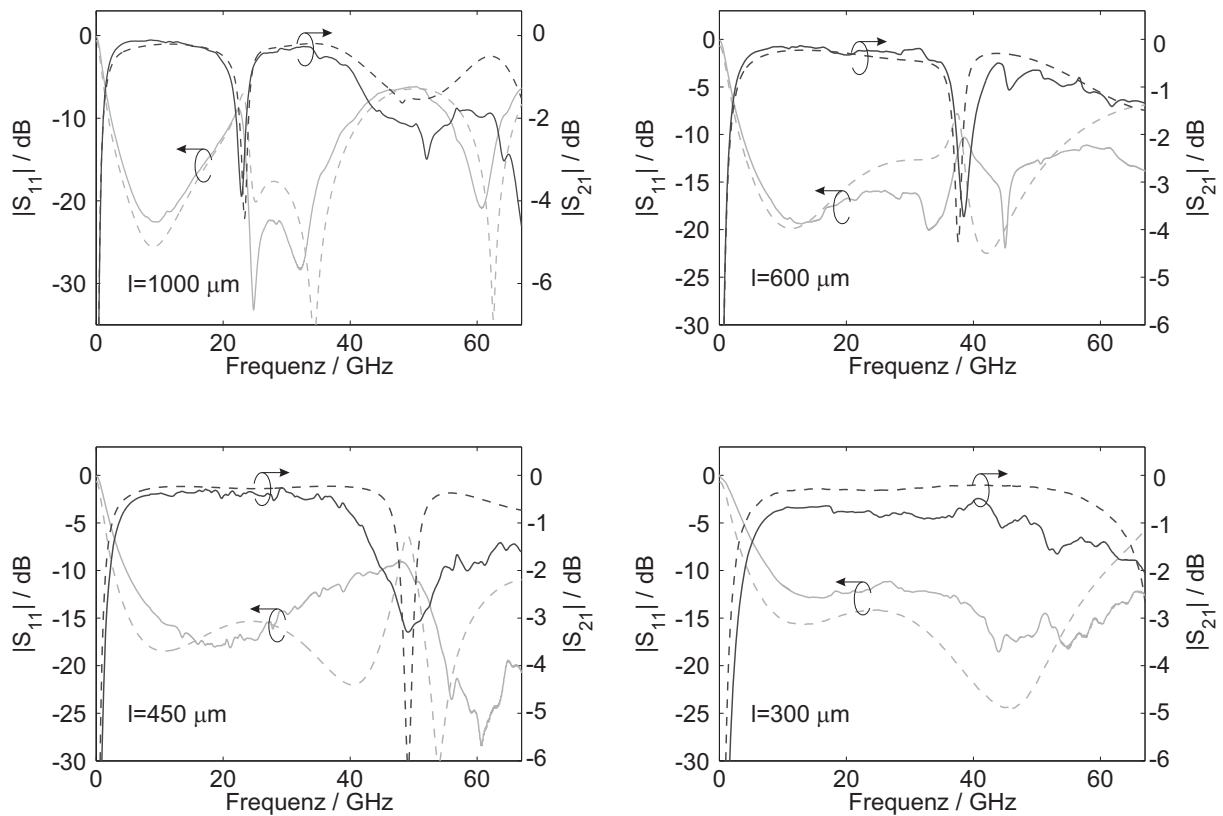 0
-10
-20
-30
|S11| / dB
0
-2
-4
-6
|S21| / dB
l=1000 μm
0 20 40 60
Frequenz / GHz
0
-5
-10
-15
-20
-25
-30
|S11| / dB
0
-1
-2
-3
-4
-5
-6
|S21| / dB
l=600 μm
0 20 40 60
Frequenz / GHz
0
-5
-10
-15
-20
-25
-30
|S11| / dB
0
-1
-2
-3
-4
-5
-6
|S21| / dB
l=450 μm
0 20 40 60
Frequenz / GHz
0
-5
-10
-15
-20
-25
-30
|S11| / dB
0
-1
-2
-3
-4
-5
-6
|S21| / dB
l=300 μm
0 20 40 60
Frequenz / GHz